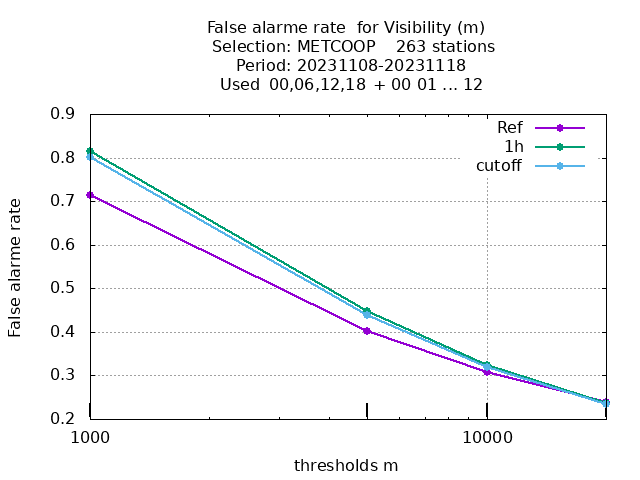 False alarme rate  for Visibility (m)
Selection: METCOOP    263 stations
Period: 20231108-20231118
Used  00,06,12,18  + 00 01 ... 12
Ref
1h
cutoff
False alarme rate
0.9
0.8
0.7
0.6
0.5
0.4
0.3
0.2
1000
10000
thresholds m